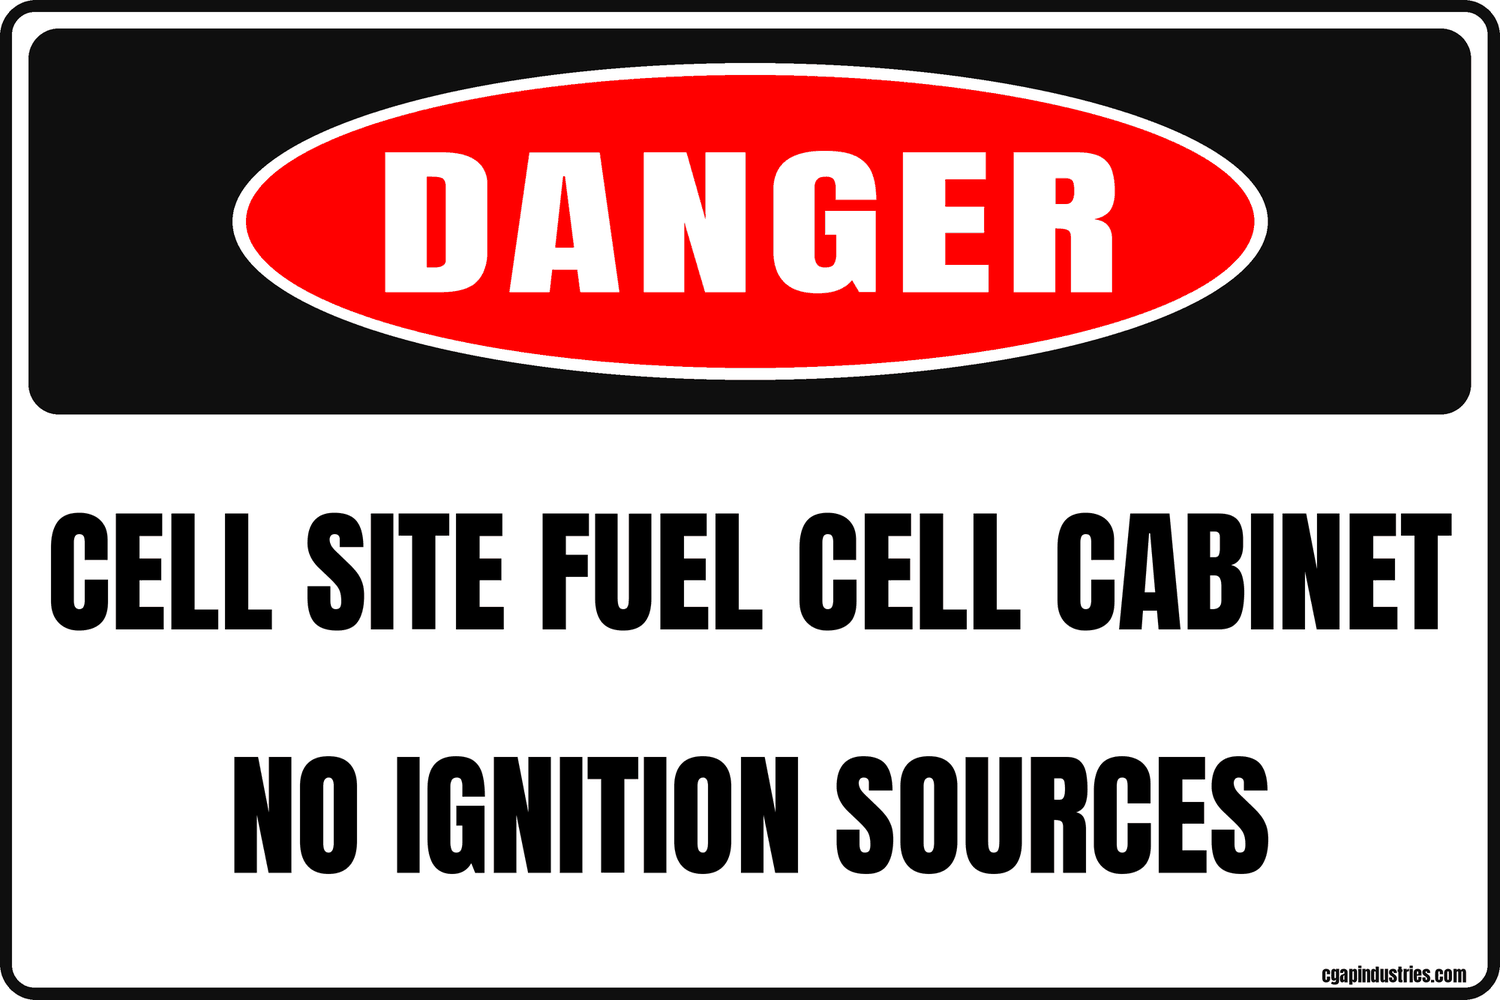 DANGER
CELL SITE FUEL CELL CABINET
NO IGNITION SOURCES
cgapindustries.com